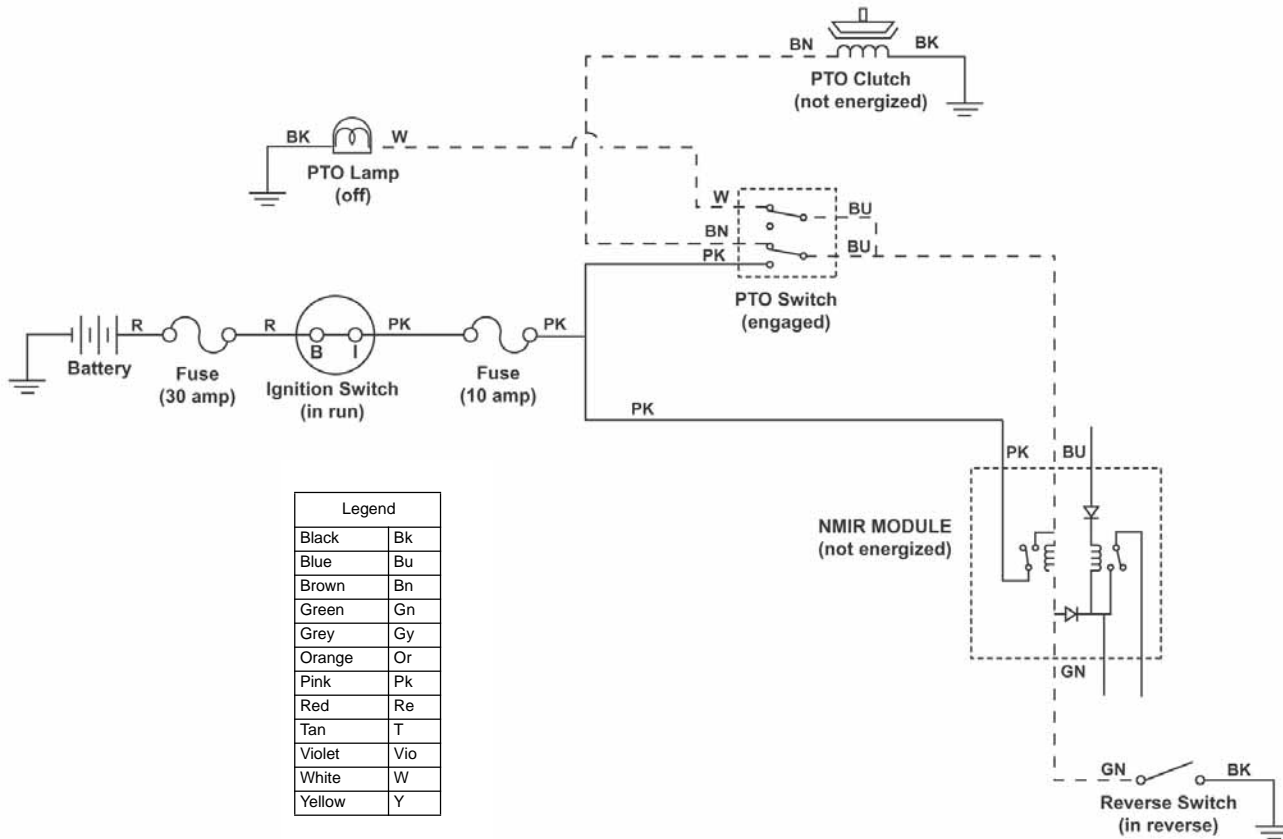 BN
BK
PTO Clutch
(not energized)
BK
W
PTO Lamp
(off)
W
BU
BN
BU
PK
PTO Switch
(engaged)
R
R
PK
PK
B
I
Battery
Fuse
(30 amp)
Ignition Switch
(in run)
Fuse
(10 amp)
PK
PK
BU
NMIR MODULE
(not energized)
GN
Legend
Black Bk
Blue Bu
Brown Bn
Green Gn
Grey Gy
Orange Or
Pink Pk
Red Re
Tan T
Violet Vio
White W
Yellow Y
GN
BK
Reverse Switch
(in reverse)